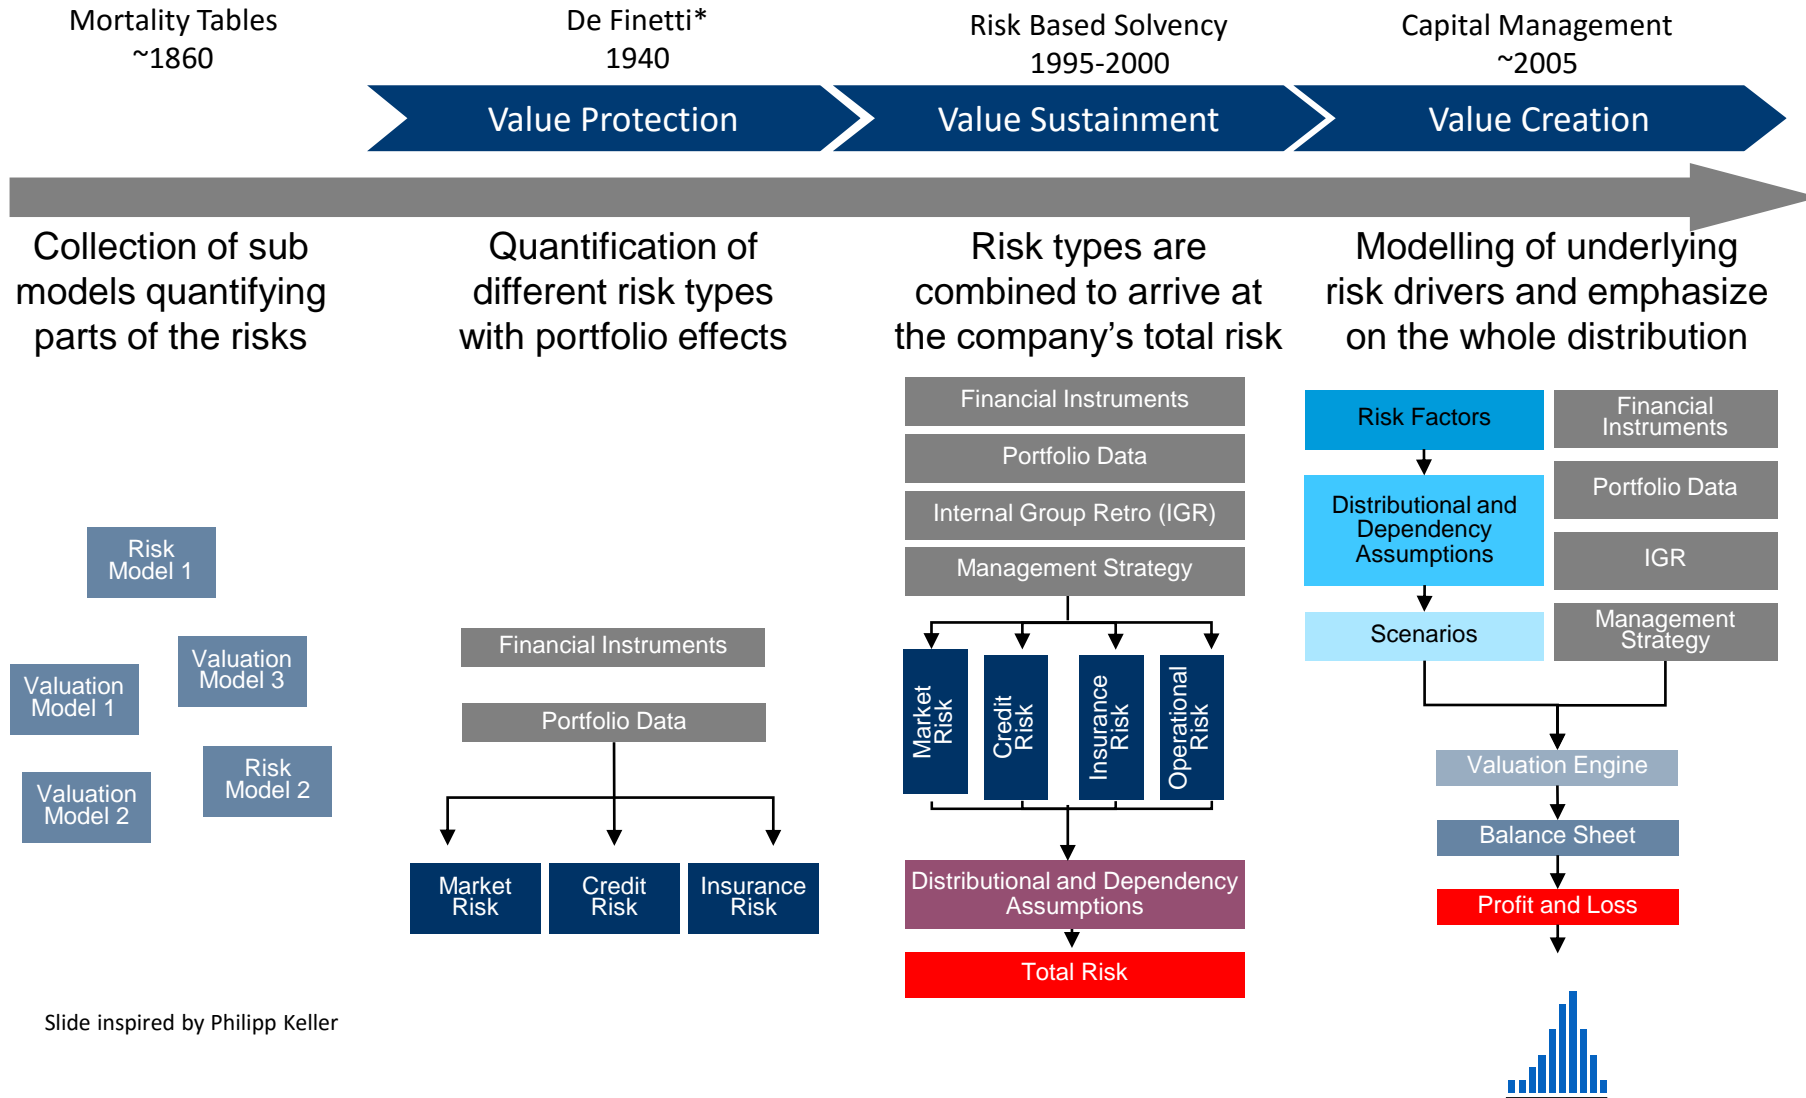 Mortality Tables
~1860
De Finetti*
1940
Risk Based Solvency
1995-2000
Capital Management
~2005
Value Protection
Value Sustainment
Value Creation
Collection of sub
models quantifying
parts of the risks
Quantification of
different risk types
with portfolio effects
Risk types are
combined to arrive at
the company's total risk
Modelling of underlying
risk drivers and emphasize
on the whole distribution
Risk
Model 1
Valuation
Model 3
Valuation
Model 1
Risk
Model 2
Valuation
Model 2
Financial Instruments
Portfolio Data
Market
Risk
Credit
Risk
Insurance
Risk
Financial Instruments
Portfolio Data
Internal Group Retro (IGR)
Management Strategy
Market
Risk
Credit
Risk
Insurance
Risk
Operational
Risk
Distributional and Dependency
Assumptions
Total Risk
Risk Factors
Distributional and
Dependency
Assumptions
Scenarios
Financial
Instruments
Portfolio Data
IGR
Management
Strategy
Valuation Engine
Balance Sheet
Profit and Loss
Slide inspired by Philipp Keller